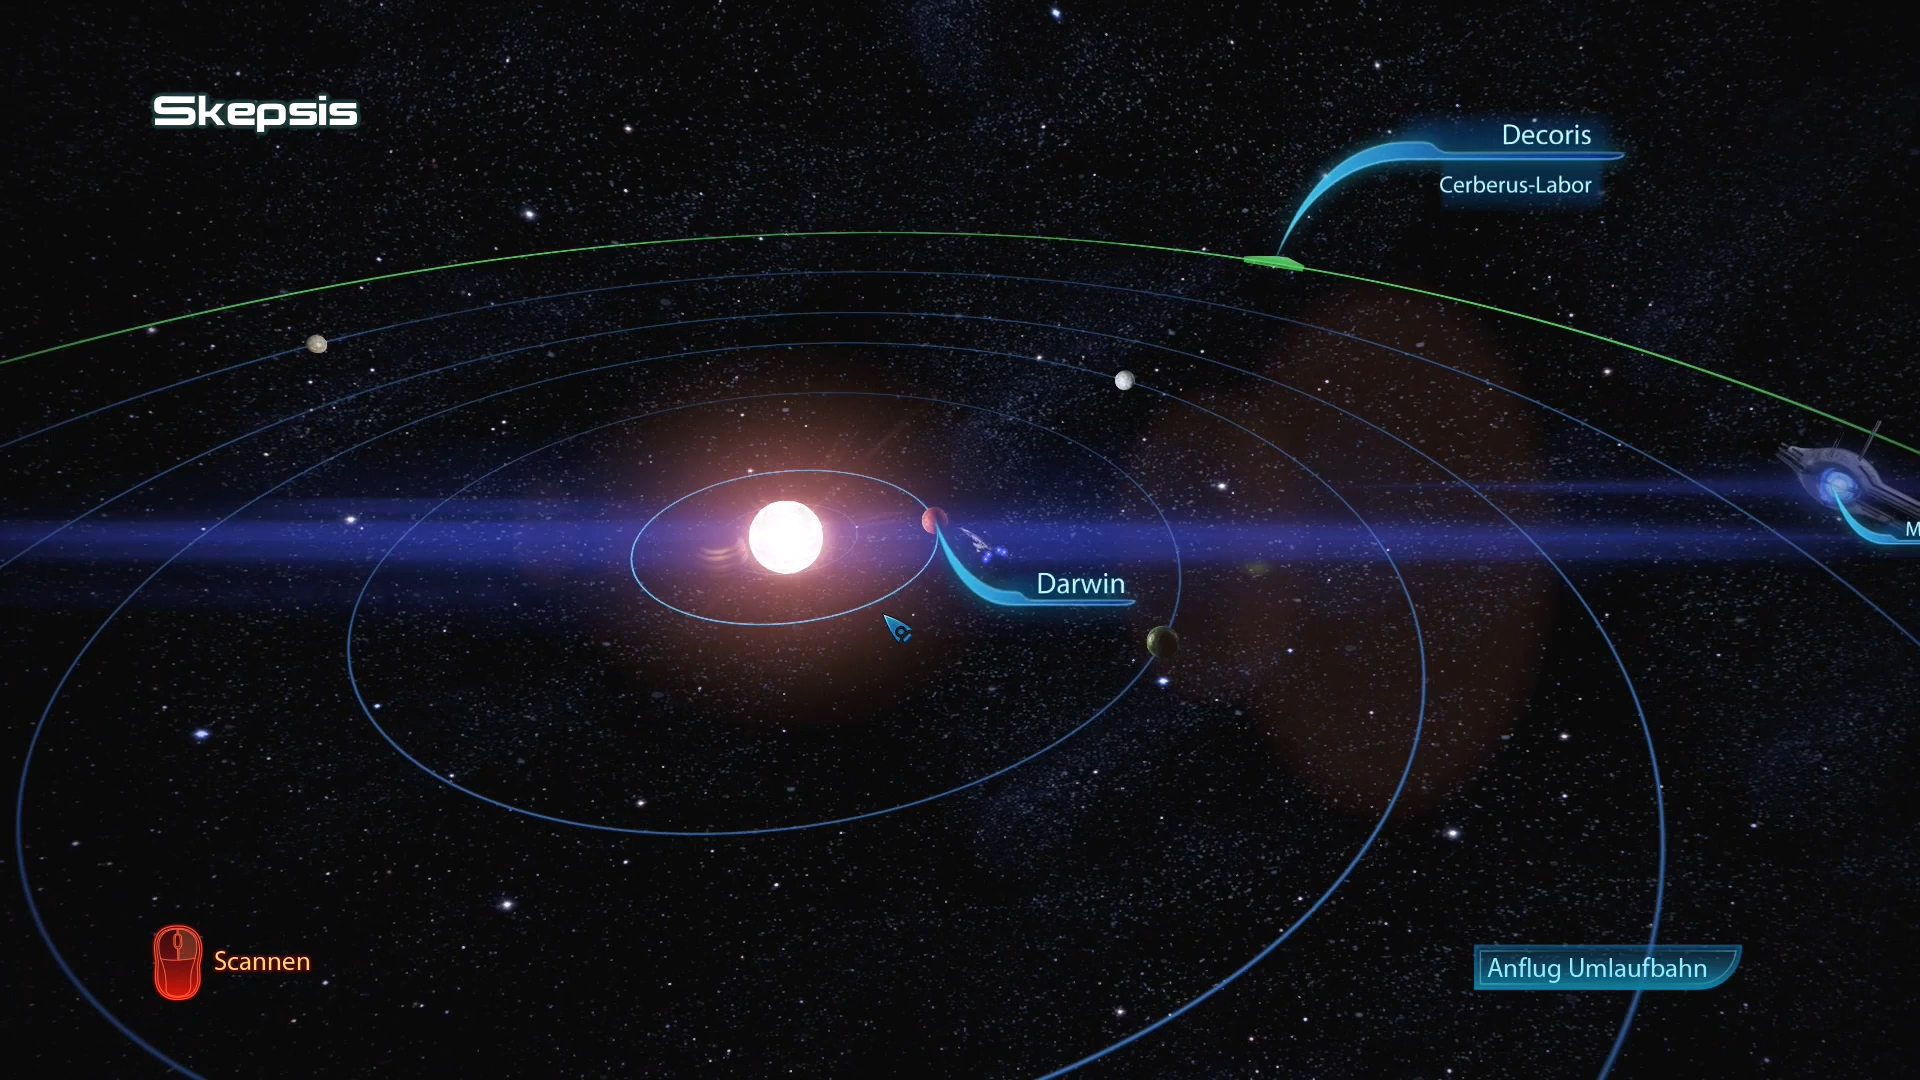 Skepsis
Decoris
Cerberus-Labor
Darwin
Scannen
Anflug Umlaufbahn